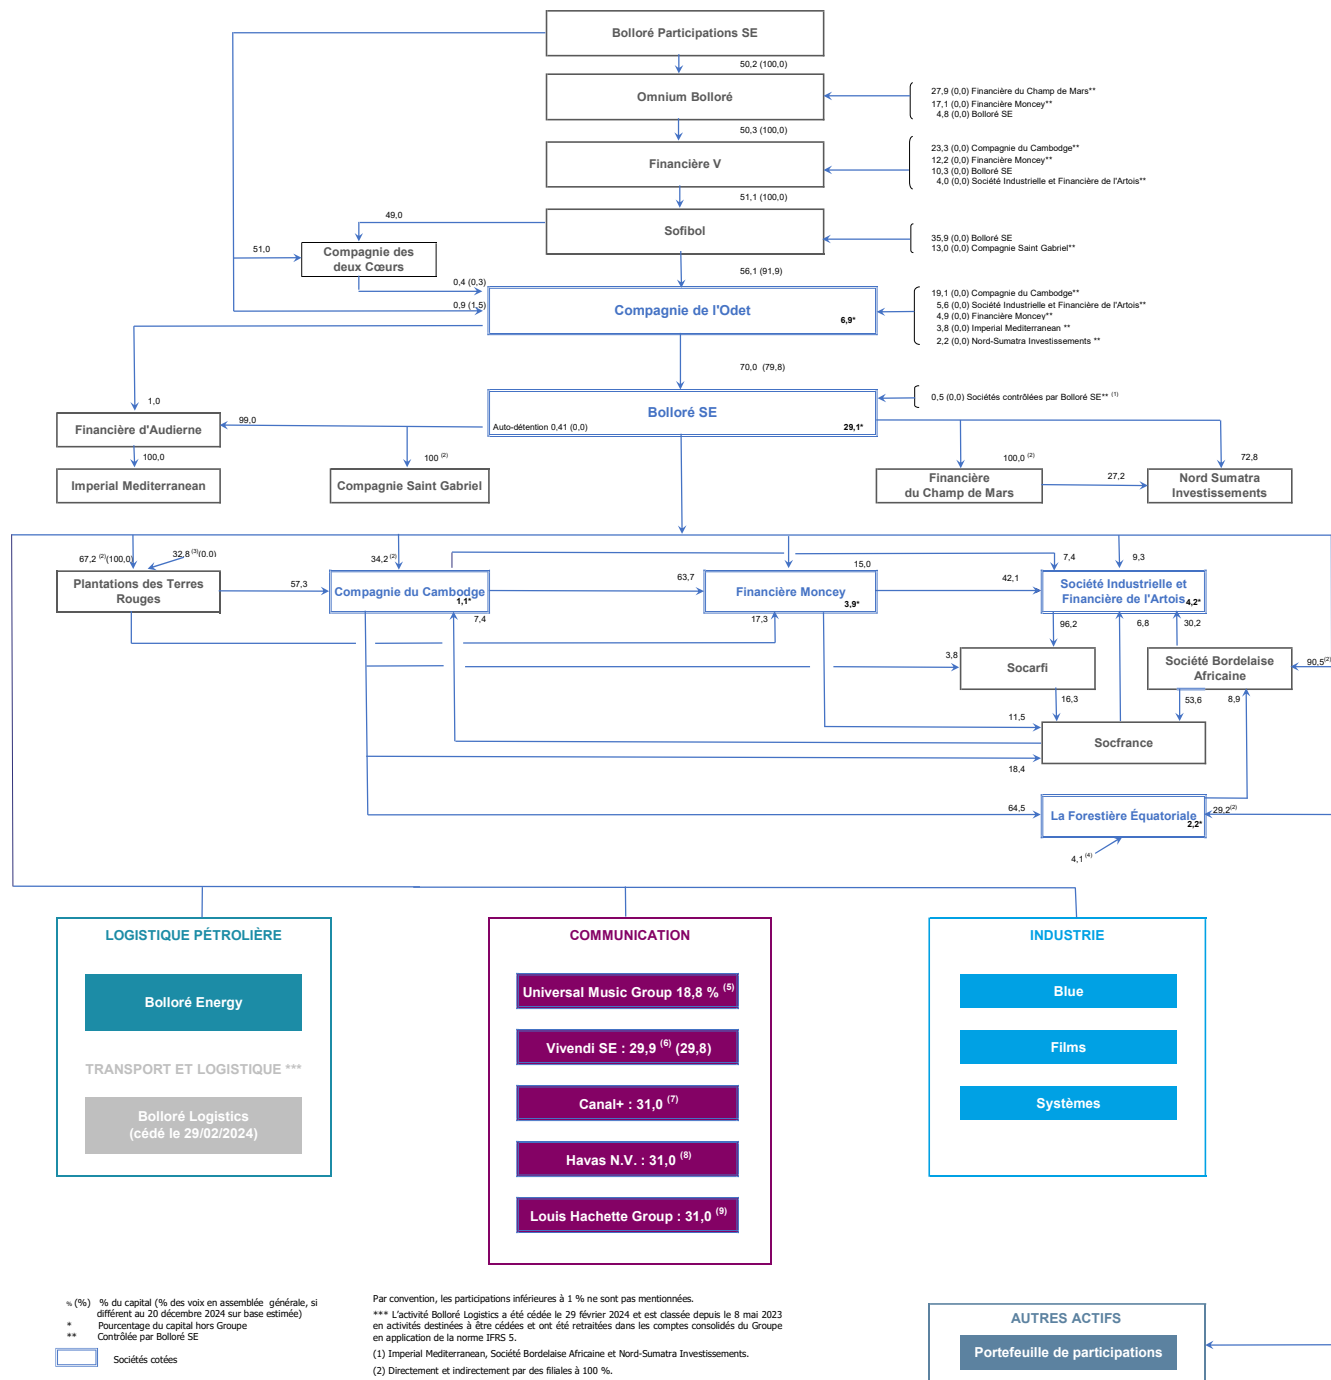 Bolloré Participations SE
50,2 (100,0)
Omnium Bolloré
27,9 (0,0) Financière du Champ de Mars**
17,1 (0,0) Financière Moncey**
4,8 (0,0) Bolloré SE
50,3 (100,0)
Financière V
23,3 (0,0) Compagnie du Cambodge**
12,2 (0,0) Financière Moncey**
10,3 (0,0) Bolloré SE
4,0 (0,0) Société Industrielle et Financière de l'Artois**
51,1 (100,0)
49,0
Sofibol
35,9 (0,0) Bolloré SE
13,0 (0,0) Compagnie Saint Gabriel**
51,0
Compagnie des
deux Cœurs
56,1 (91,9)
0,4 (0,3)
0,9 (1,5)
Compagnie de l'Odet
6,9*
19,1 (0,0) Compagnie du Cambodge**
5,6 (0,0) Société Industrielle et Financière de l'Artois**
4,9 (0,0) Financière Moncey**
3,8 (0,0) Imperial Mediterranean **
2,2 (0,0) Nord-Sumatra Investissements **
70,0 (79,8)
1,0
Bolloré SE
Auto-détention 0,41 (0,0)
29,1*
0,5 (0,0) Sociétés contrôlées par Bolloré SE** (1)
Financière d'Audierne
99,0
100,0
100 (2)
100,0 (2)
72,8
Imperial Mediterranean
Compagnie Saint Gabriel
Financière
du Champ de Mars
27,2
Nord Sumatra
Investissements
67,2 (2)(100,0)
32,8 (3)(0,0)
34,2 (2)
15,0
7,4
9,3
Plantations des Terres
Rouges
57,3
Compagnie du Cambodge
1,1*
63,7
Financière Moncey
3,9*
42,1
Société Industrielle et
Financière de l'Artois
4,2*
7,4
17,3
96,2
6,8
30,2
3,8
Socarfi
Société Bordelaise
Africaine
90,5(2)
16,3
53,6
8,9
11,5
Socfrance
18,4
64,5
La Forestière Équatoriale
2,2*
29,2(2)
4,1 (4)
LOGISTIQUE PÉTROLIÈRE
Bolloré Energy
TRANSPORT ET LOGISTIQUE ***
Bolloré Logistics
(cédé le 29/02/2024)
COMMUNICATION
Universal Music Group 18,8 % (5)
Vivendi SE : 29,9 (6) (29,8)
Canal+ : 31,0 (7)
Havas N.V. : 31,0 (8)
Louis Hachette Group : 31,0 (9)
INDUSTRIE
Blue
Films
Systèmes
% (%) % du capital (% des voix en assemblée générale, si
différent au 20 décembre 2024 sur base estimée)
* Pourcentage du capital hors Groupe
** Contrôlée par Bolloré SE
Sociétés cotées
Par convention, les participations inférieures à 1 % ne sont pas mentionnées.
*** L'activité Bolloré Logistics a été cédée le 29 février 2024 et est classée depuis le 8 mai 2023
en activités destinées à être cédées et ont été retraitées dans les comptes consolidés du Groupe
en application de la norme IFRS 5.
(1) Imperial Mediterranean, Société Bordelaise Africaine et Nord-Sumatra Investissements.
(2) Directement et indirectement par des filiales à 100 %.
AUTRES ACTIFS
Portefeuille de participations